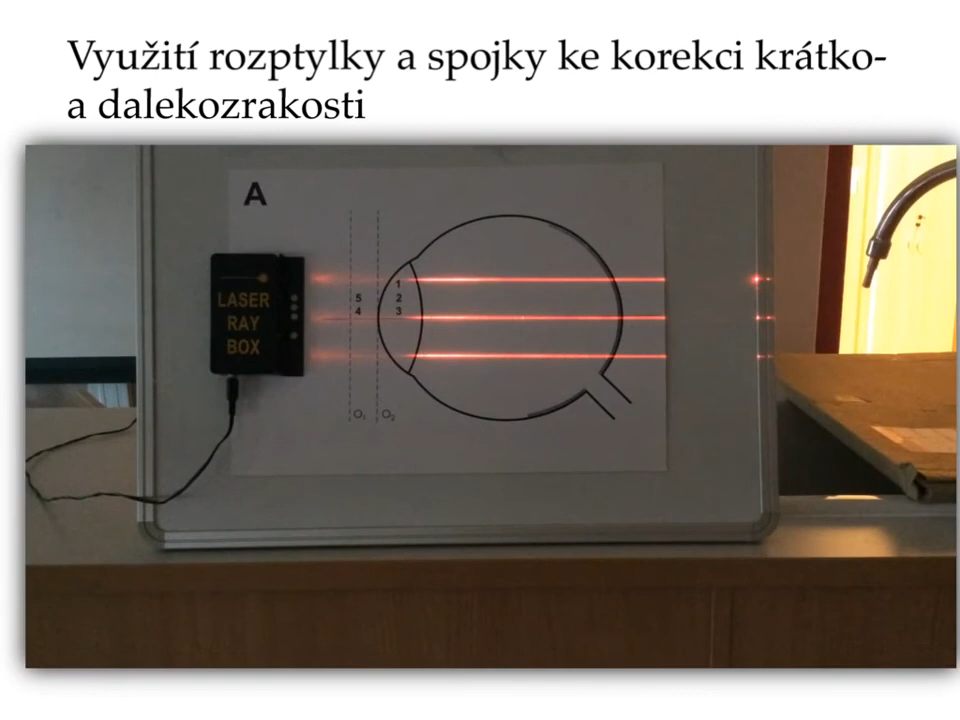 Využití rozptylky a spojky ke korekci krátko-
a dalekozrakosti
A
LASER
RAY
BOX
5
4
1
2
3
O₁
O₂